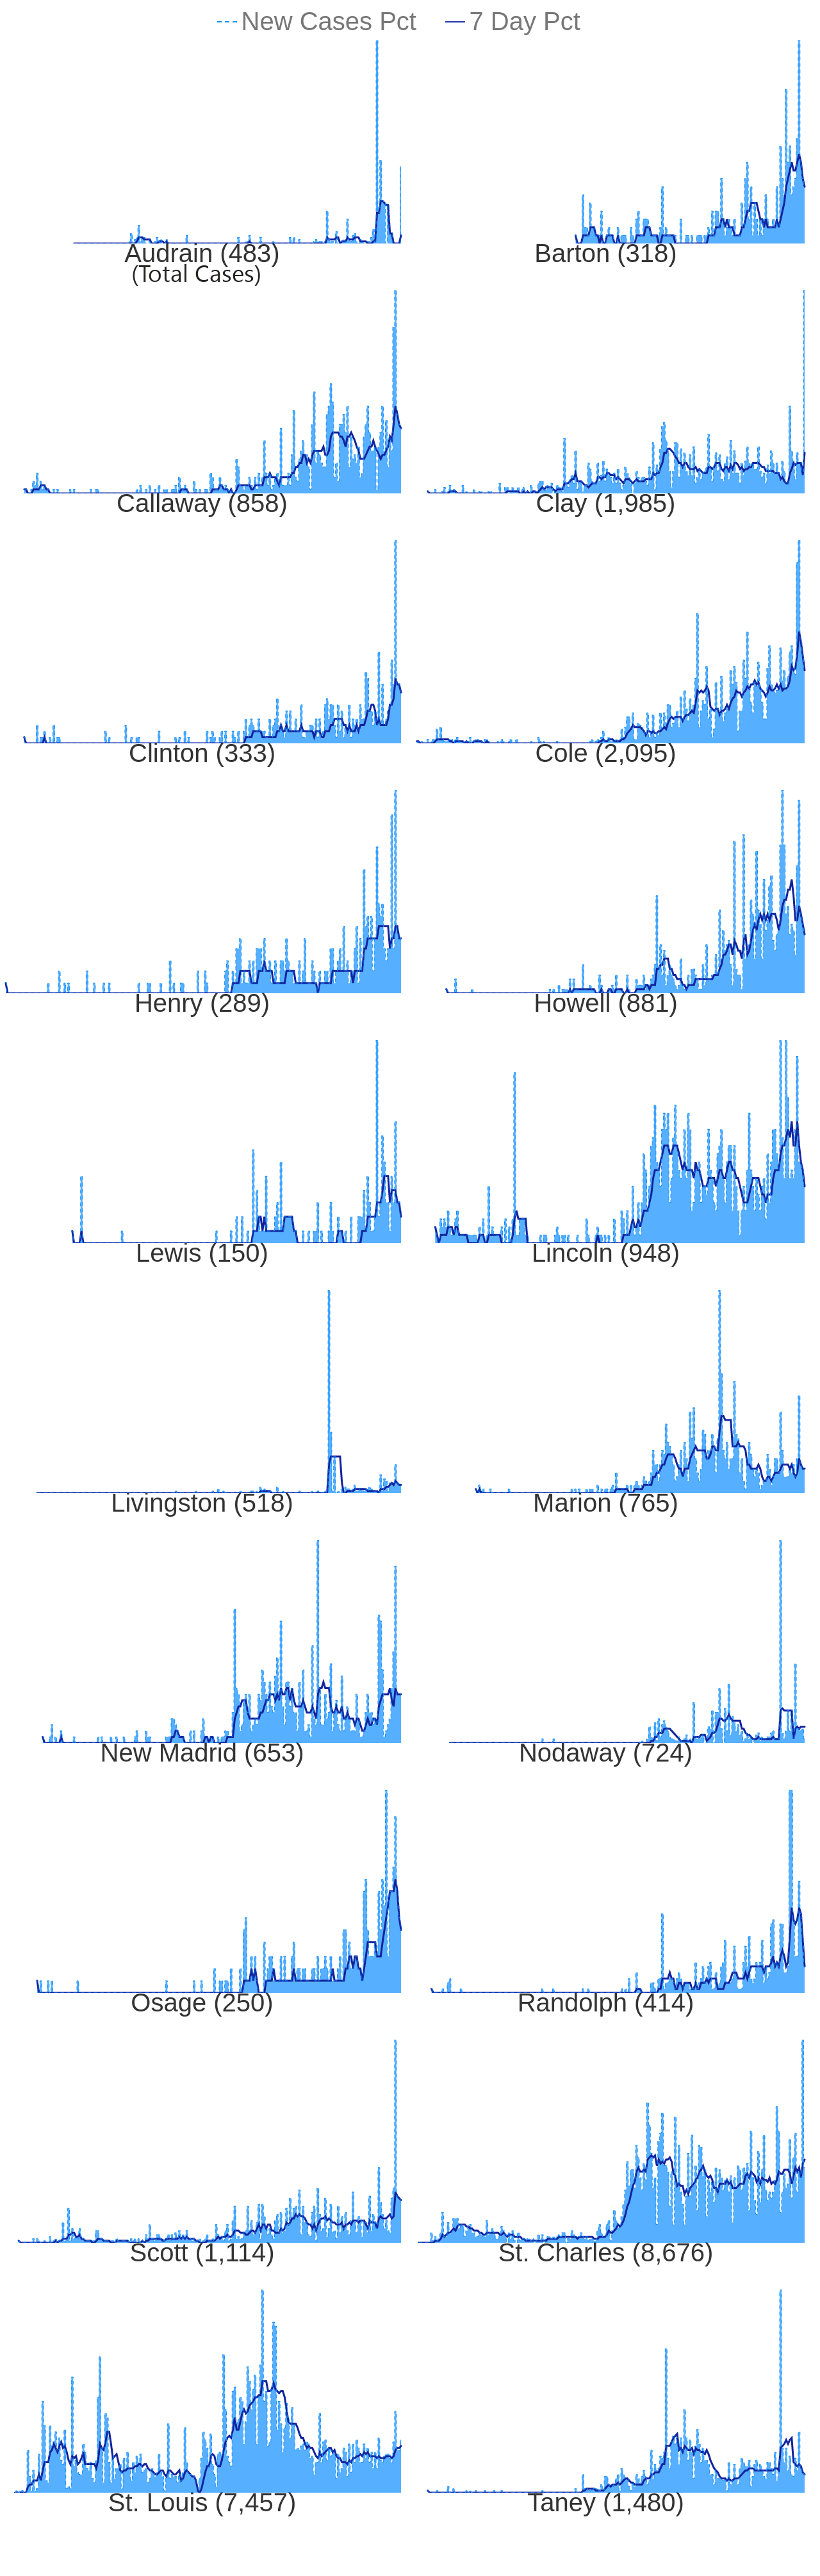 New Cases Pct 7 Day Pct
Audrain (483) Barton (318)
(Total Cases)
Callaway (858) Clay (1,985)
Clinton (333) Cole (2,095)
Henry (289) Howell (881)
Lewis (150) Lincoln (948)
Livingston (518) Marion (765)
New Madrid (653) Nodaway (724)
Osage (250) Randolph (414)
Scott (1,114) St. Charles (8,676)
St. Louis (7,457) Taney (1,480)